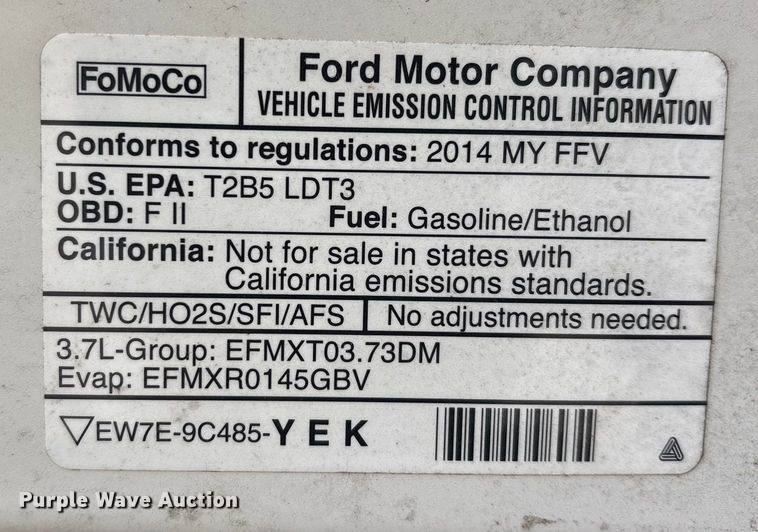 FoMoCo
Ford Motor Company
VEHICLE EMISSION CONTROL INFORMATION
Conforms to regulations: 2014 MY FFV
U.S. EPA: T2B5 LDT3
OBD: F II Fuel: Gasoline/Ethanol
California: Not for sale in states with
California emissions standards.
TWC/HO2S/SFI/AFS No adjustments needed.
3.7L-Group: EFMXT03.73DM
Evap: EFMXR0145GBV
EW7E-9C485-Y E K
Purple Wave Auction